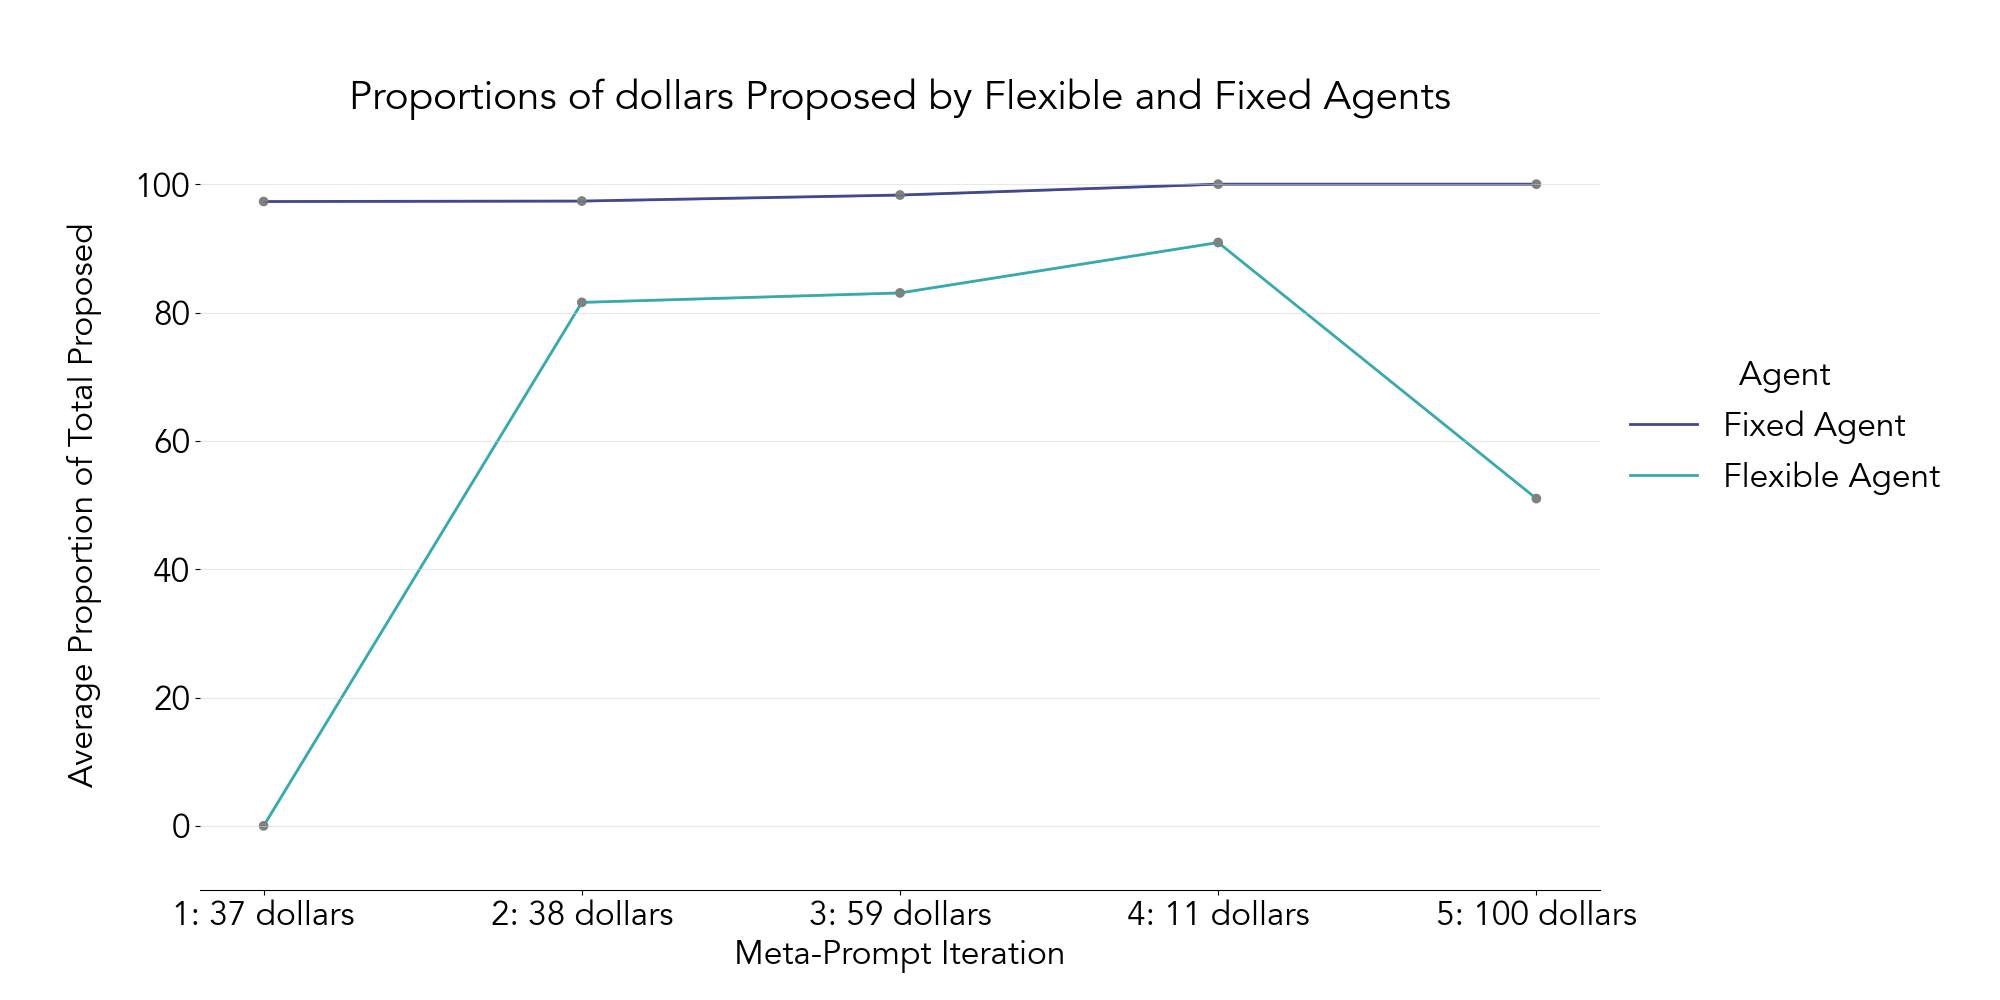 Proportions of dollars Proposed by Flexible and Fixed Agents
Average Proportion of Total Proposed
100
80
60
40
20
0
1: 37 dollars
2: 38 dollars
3: 59 dollars
4: 11 dollars
5: 100 dollars
Meta-Prompt Iteration
Agent
Fixed Agent
Flexible Agent